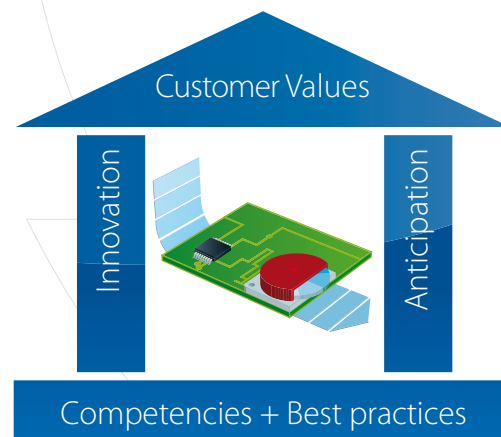 Customer Values
Innovation
Anticipation
Competencies + Best practices